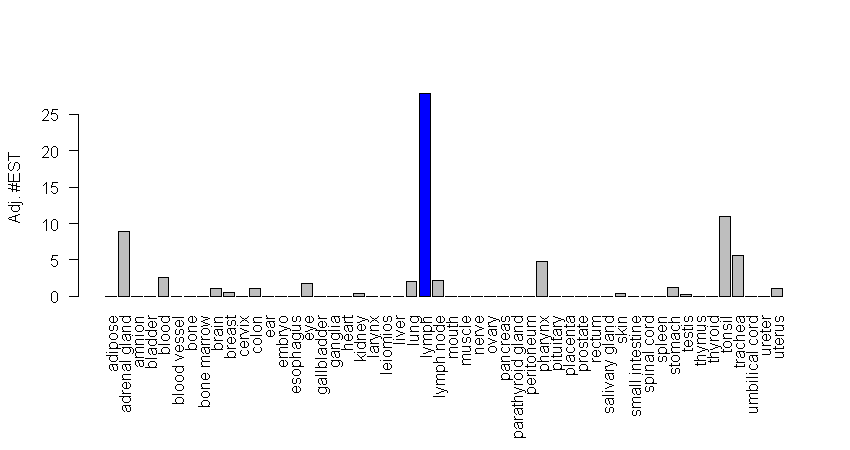 Adj. #EST
25
20
15
10
5
0
adipose
adrenal gland
amnion
bladder
blood
blood vessel
bone
bone marrow
brain
breast
cervix
colon
ear
embryo
esophagus
eye
gallbladder
ganglia
heart
kidney
larynx
leiomios
liver
lung
lymph
lymph node
mouth
muscle
nerve
ovary
pancreas
parathyroid gland
peritoneum
pharynx
pituitary
placenta
prostate
rectum
salivary gland
skin
small intestine
spinal cord
spleen
stomach
testis
thymus
thyroid
tonsil
trachea
umbilical cord
ureter
uterus